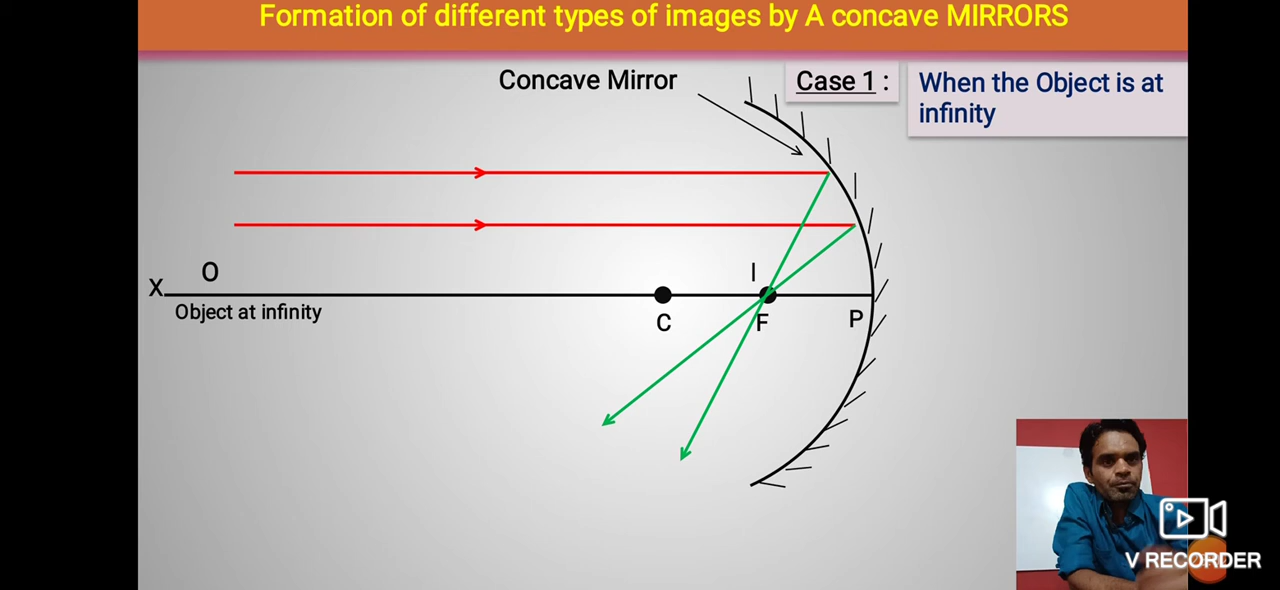 Formation of different types of images by A concave MIRRORS
Concave Mirror
Case 1 :
When the Object is at
infinity
X
O
Object at infinity
C
I
F
P
V RECORDER